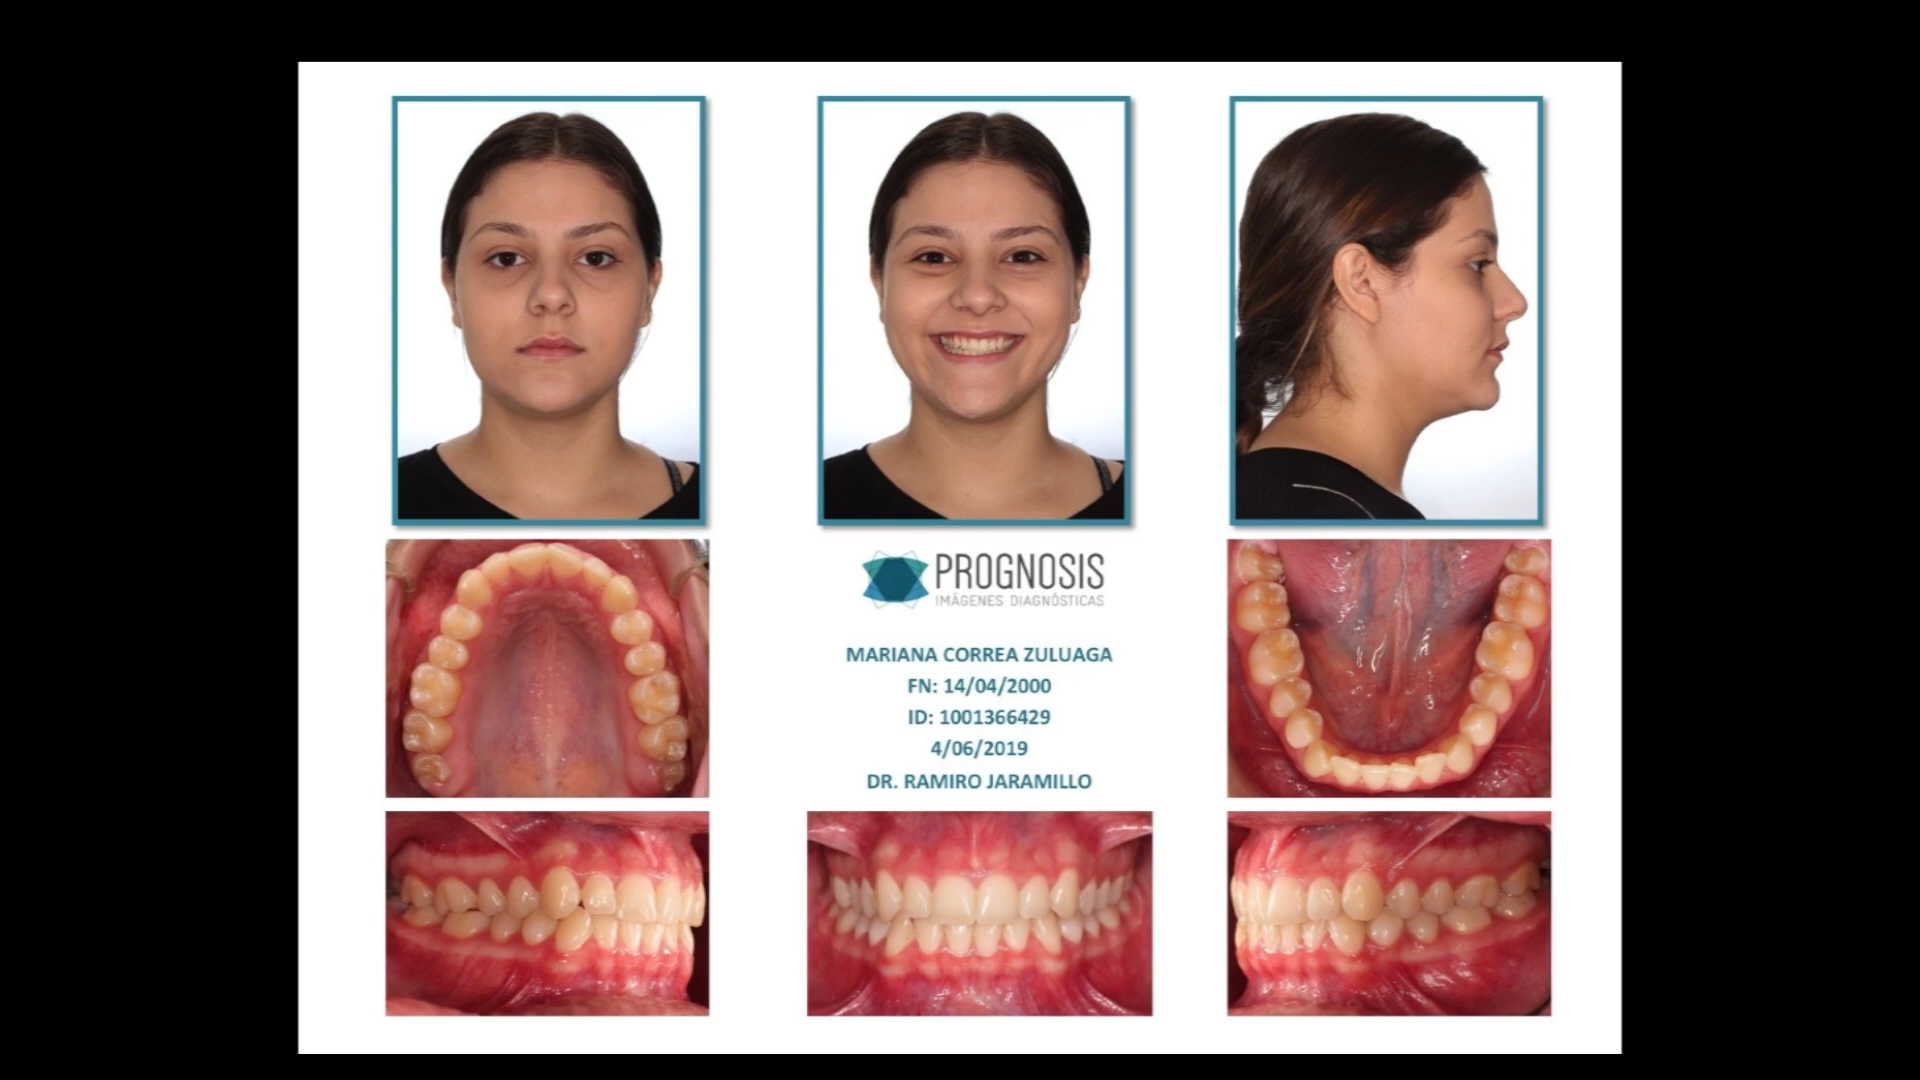 PROGNOSIS
IMÁGENES DIAGNÓSTICAS
MARIANA CORREA ZULUAGA
FN: 14/04/2000
ID: 1001366429
4/06/2019
DR. RAMIRO JARAMILLO